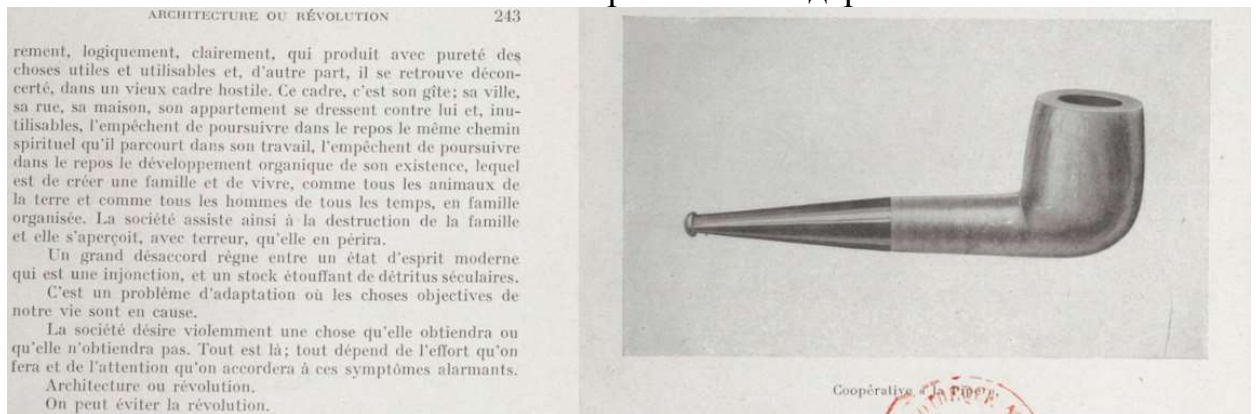 ARCHITECTURE OU RÉVOLUTION 243
rement, logiquement, clairement, qui produit avec pureté des
choses utiles et utilisables et, d'autre part, il se retrouve décon-
certé, dans un vieux cadre hostile. Ce cadre, c'est son gîte; sa ville,
sa rue, sa maison, son appartement se dressent contre lui et, inu-
tilisables, l'empêchent de poursuivre dans le repos le même chemin
spirituel qu'il parcourt dans son travail, l'empêchent de poursuivre
dans le repos le développement organique de son existence, lequel
est de créer une famille et de vivre, comme tous les animaux de
la terre et comme tous les hommes de tous les temps, en famille
organisée. La société assiste ainsi à la destruction de la famille
et elle s'aperçoit, avec terreur, qu'elle en périra.
Un grand désaccord règne entre un état d'esprit moderne
qui est une injonction, et un stock étouffant de détritus séculaires.
C'est un problème d'adaptation où les choses objectives de
notre vie sont en cause.
La société désire violemment une chose qu'elle obtiendra ou
qu'elle n'obtiendra pas. Tout est là; tout dépend de l'effort qu'on
fera et de l'attention qu'on accordera à ces symptômes alarmants.
Architecture ou révolution.
On peut éviter la révolution.
Coopérative